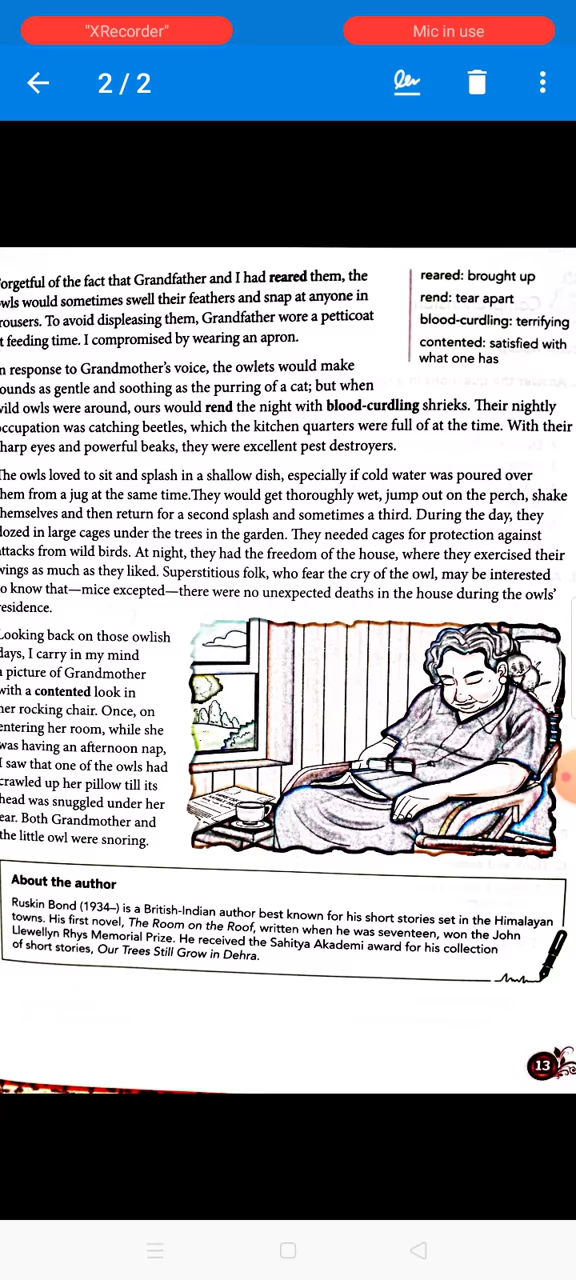 "XRecorder"
Mic in use
2 / 2
orgetful of the fact that Grandfather and I had reared them, the
wls would sometimes swell their feathers and snap at anyone in
rousers. To avoid displeasing them, Grandfather wore a petticoat
t feeding time. I compromised by wearing an apron.
reared: brought up
rend: tear apart
blood-curdling: terrifying
contented: satisfied with
what one has
n response to Grandmother's voice, the owlets would make
ounds as gentle and soothing as the purring of a cat; but when
vild owls were around, ours would rend the night with blood-curdling shrieks. Their nightly
occupation was catching beetles, which the kitchen quarters were full of at the time. With their
harp eyes and powerful beaks, they were excellent pest destroyers.
The owls loved to sit and splash in a shallow dish, especially if cold water was poured over
hem from a jug at the same time.They would get thoroughly wet, jump out on the perch, shake
hemselves and then return for a second splash and sometimes a third. During the day, they
lozed in large cages under the trees in the garden. They needed cages for protection against
attacks from wild birds. At night, they had the freedom of the house, where they exercised their
vings as much as they liked. Superstitious folk, who fear the cry of the owl, may be interested
o know that—mice excepted—there were no unexpected deaths in the house during the owls'
residence.
Looking back on those owlish
days, I carry in my mind
a picture of Grandmother
with a contented look in
her rocking chair. Once, on
entering her room, while she
was having an afternoon nap,
I saw that one of the owls had
crawled up her pillow till its
head was snuggled under her
ear. Both Grandmother and
the little owl were snoring.
About the author
Ruskin Bond (1934–) is a British-Indian author best known for his short stories set in the Himalayan
towns. His first novel, The Room on the Roof, written when he was seventeen, won the John
Llewellyn Rhys Memorial Prize. He received the Sahitya Akademi award for his collection
of short stories, Our Trees Still Grow in Dehra.
13